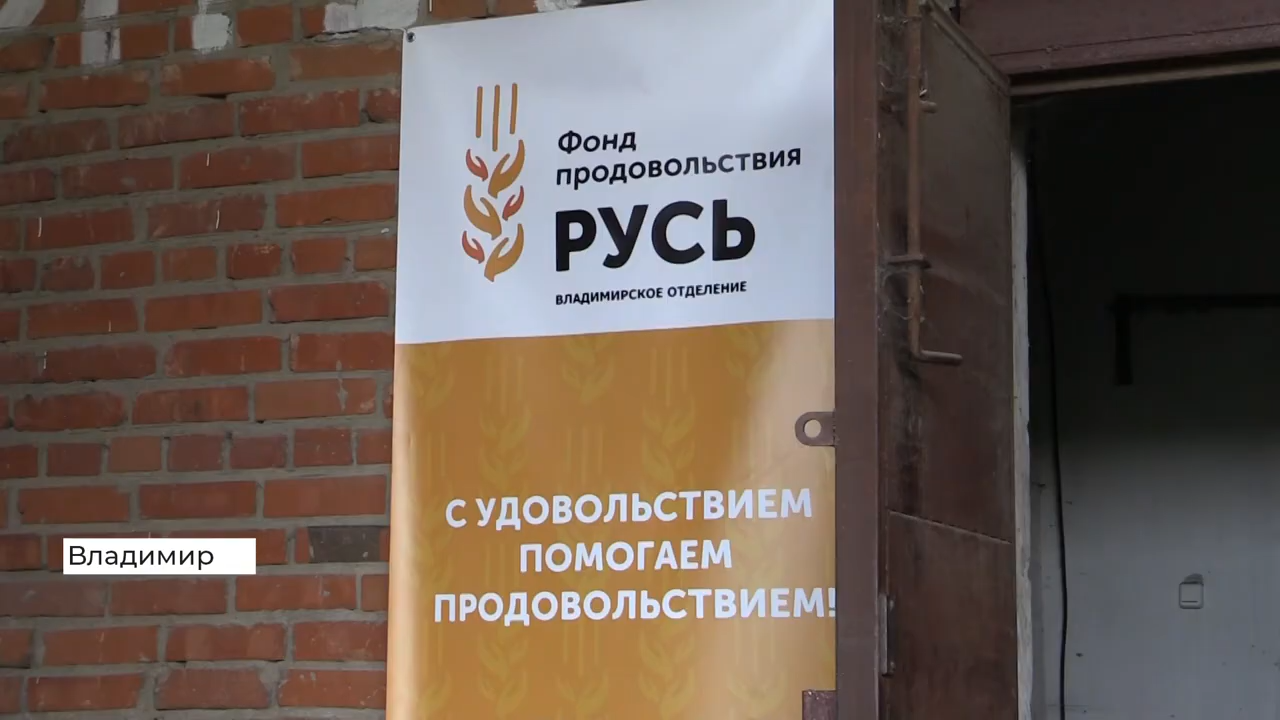 Фонд
продовольствия
РУСЬ
ВЛАДИМИРСКОЕ ОТДЕЛЕНИЕ
С УДОВОЛЬСТВИЕМ
ПОМОГАЕМ
ПРОДОВОЛЬСТВИЕМ!
Владимир